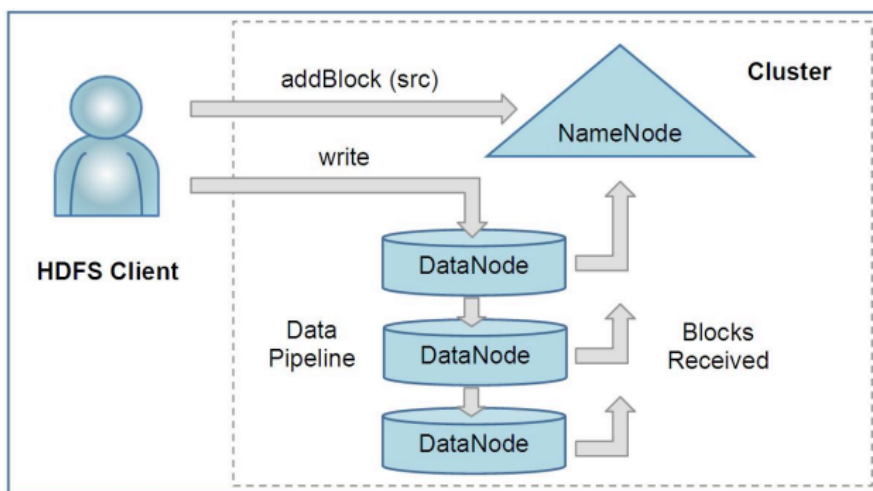 addBlock (src)
Cluster
NameNode
write
HDFS Client
DataNode
Data
Pipeline
DataNode
Blocks
Received
DataNode